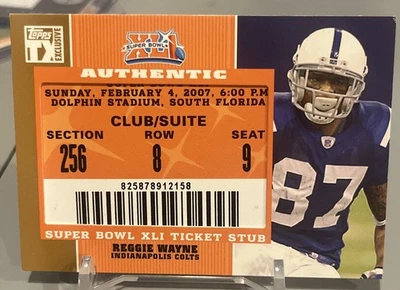 Topps
TX
EXCLUSIVE
SUPER BOWL
XLI
AUTHENTIC
SUNDAY, FEBRUARY 4, 2007, 6:00 P.M
DOLPHIN STADIUM, SOUTH FLORIDA
CLUB/SUITE
SECTION ROW SEAT
256 8 9
825878912158
87
SUPER BOWL XLI TICKET STUB
REGGIE WAYNE
INDIANAPOLIS COLTS